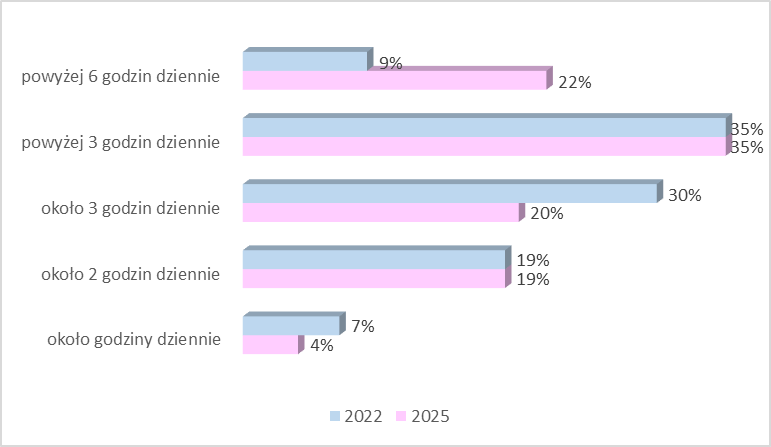 powyżej 6 godzin dziennie
9%
22%
powyżej 3 godzin dziennie
35%
35%
około 3 godzin dziennie
30%
20%
około 2 godzin dziennie
19%
19%
około godziny dziennie
7%
4%
2022 2025